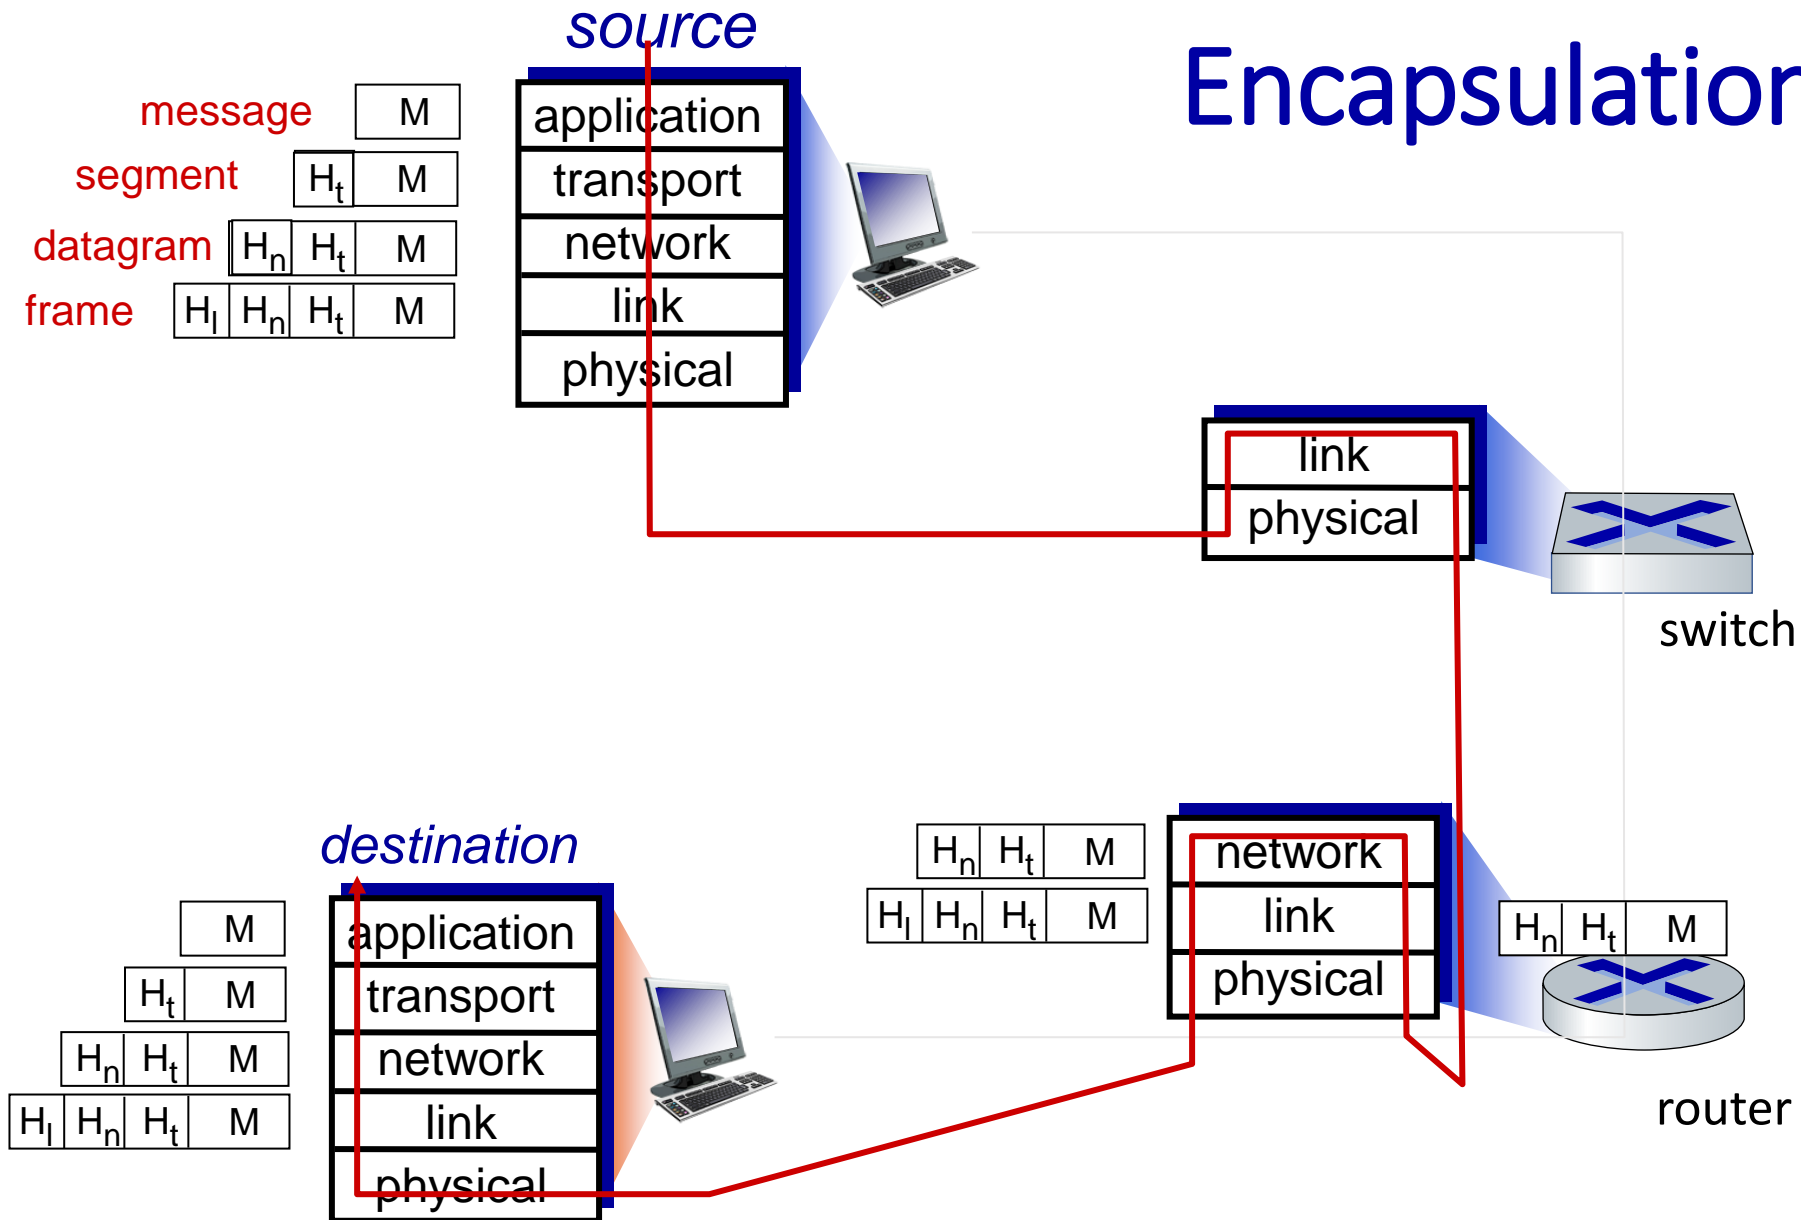 source
Encapsulation
message M
application
segment Ht M
transport
datagram Hn Ht M
network
frame Hl Hn Ht M
link
physical
link
physical
switch
destination
Hn Ht M
network
Hl Hn Ht M
link
Hn Ht M
physical
router
M
application
Ht M
transport
Hn Ht M
network
Hl Hn Ht M
link
physical